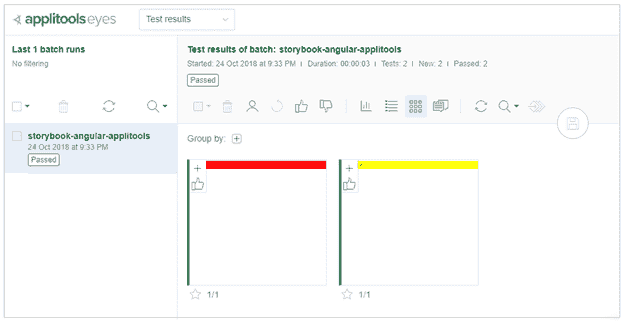 applitools eyes
Test results
Last 1 batch runs
No filtering
Test results of batch: storybook-angular-applitools
Started: 24 Oct 2018 at 9:33 PM | Duration: 00:00:03 | Tests: 2 | New: 2 | Passed: 2
Passed
storybook-angular-applitools
24 Oct 2018 at 9:33 PM
Passed
Group by:
1/1
1/1